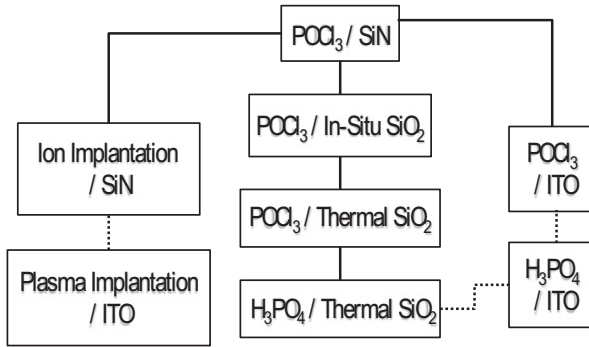 POCl₃ / SiN
POCl₃ / In-Situ SiO₂
Ion Implantation
/ SiN
POCl₃
/ ITO
POCl₃ / Thermal SiO₂
Plasma Implantation
/ ITO
H₃PO₄ / Thermal SiO₂
H₃PO₄
/ ITO